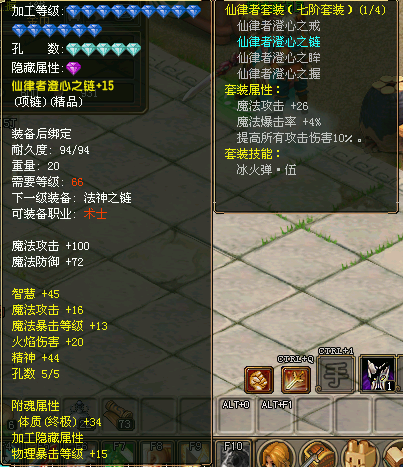 加工等级:
孔 数:
隐藏属性:
仙律者澄心之链+15
(项链)(精品)
装备后绑定
耐久度: 94/94
重量: 20
需要等级: 66
下一级装备: 法神之链
可装备职业: 术士
魔法攻击 +100
魔法防御 +72
智慧 +45
魔法攻击 +16
魔法暴击等级 +13
火焰伤害 +20
精神 +44
孔数 5/5
附魂属性
体质(终极) +34
加工隐藏属性
物理暴击等级 +15
仙律者套装(七阶套装)(1/4)
仙律者澄心之戒
仙律者澄心之链
仙律者澄心之眸
仙律者澄心之握
套装属性:
魔法攻击 +26
魔法爆击率 +4%
提高所有攻击伤害10%。
套装技能:
冰火弹·伍
CTRL+Q
CTRL+1
手
1
ALT+O
ALT+F1
73
F7
F8
F9
F10